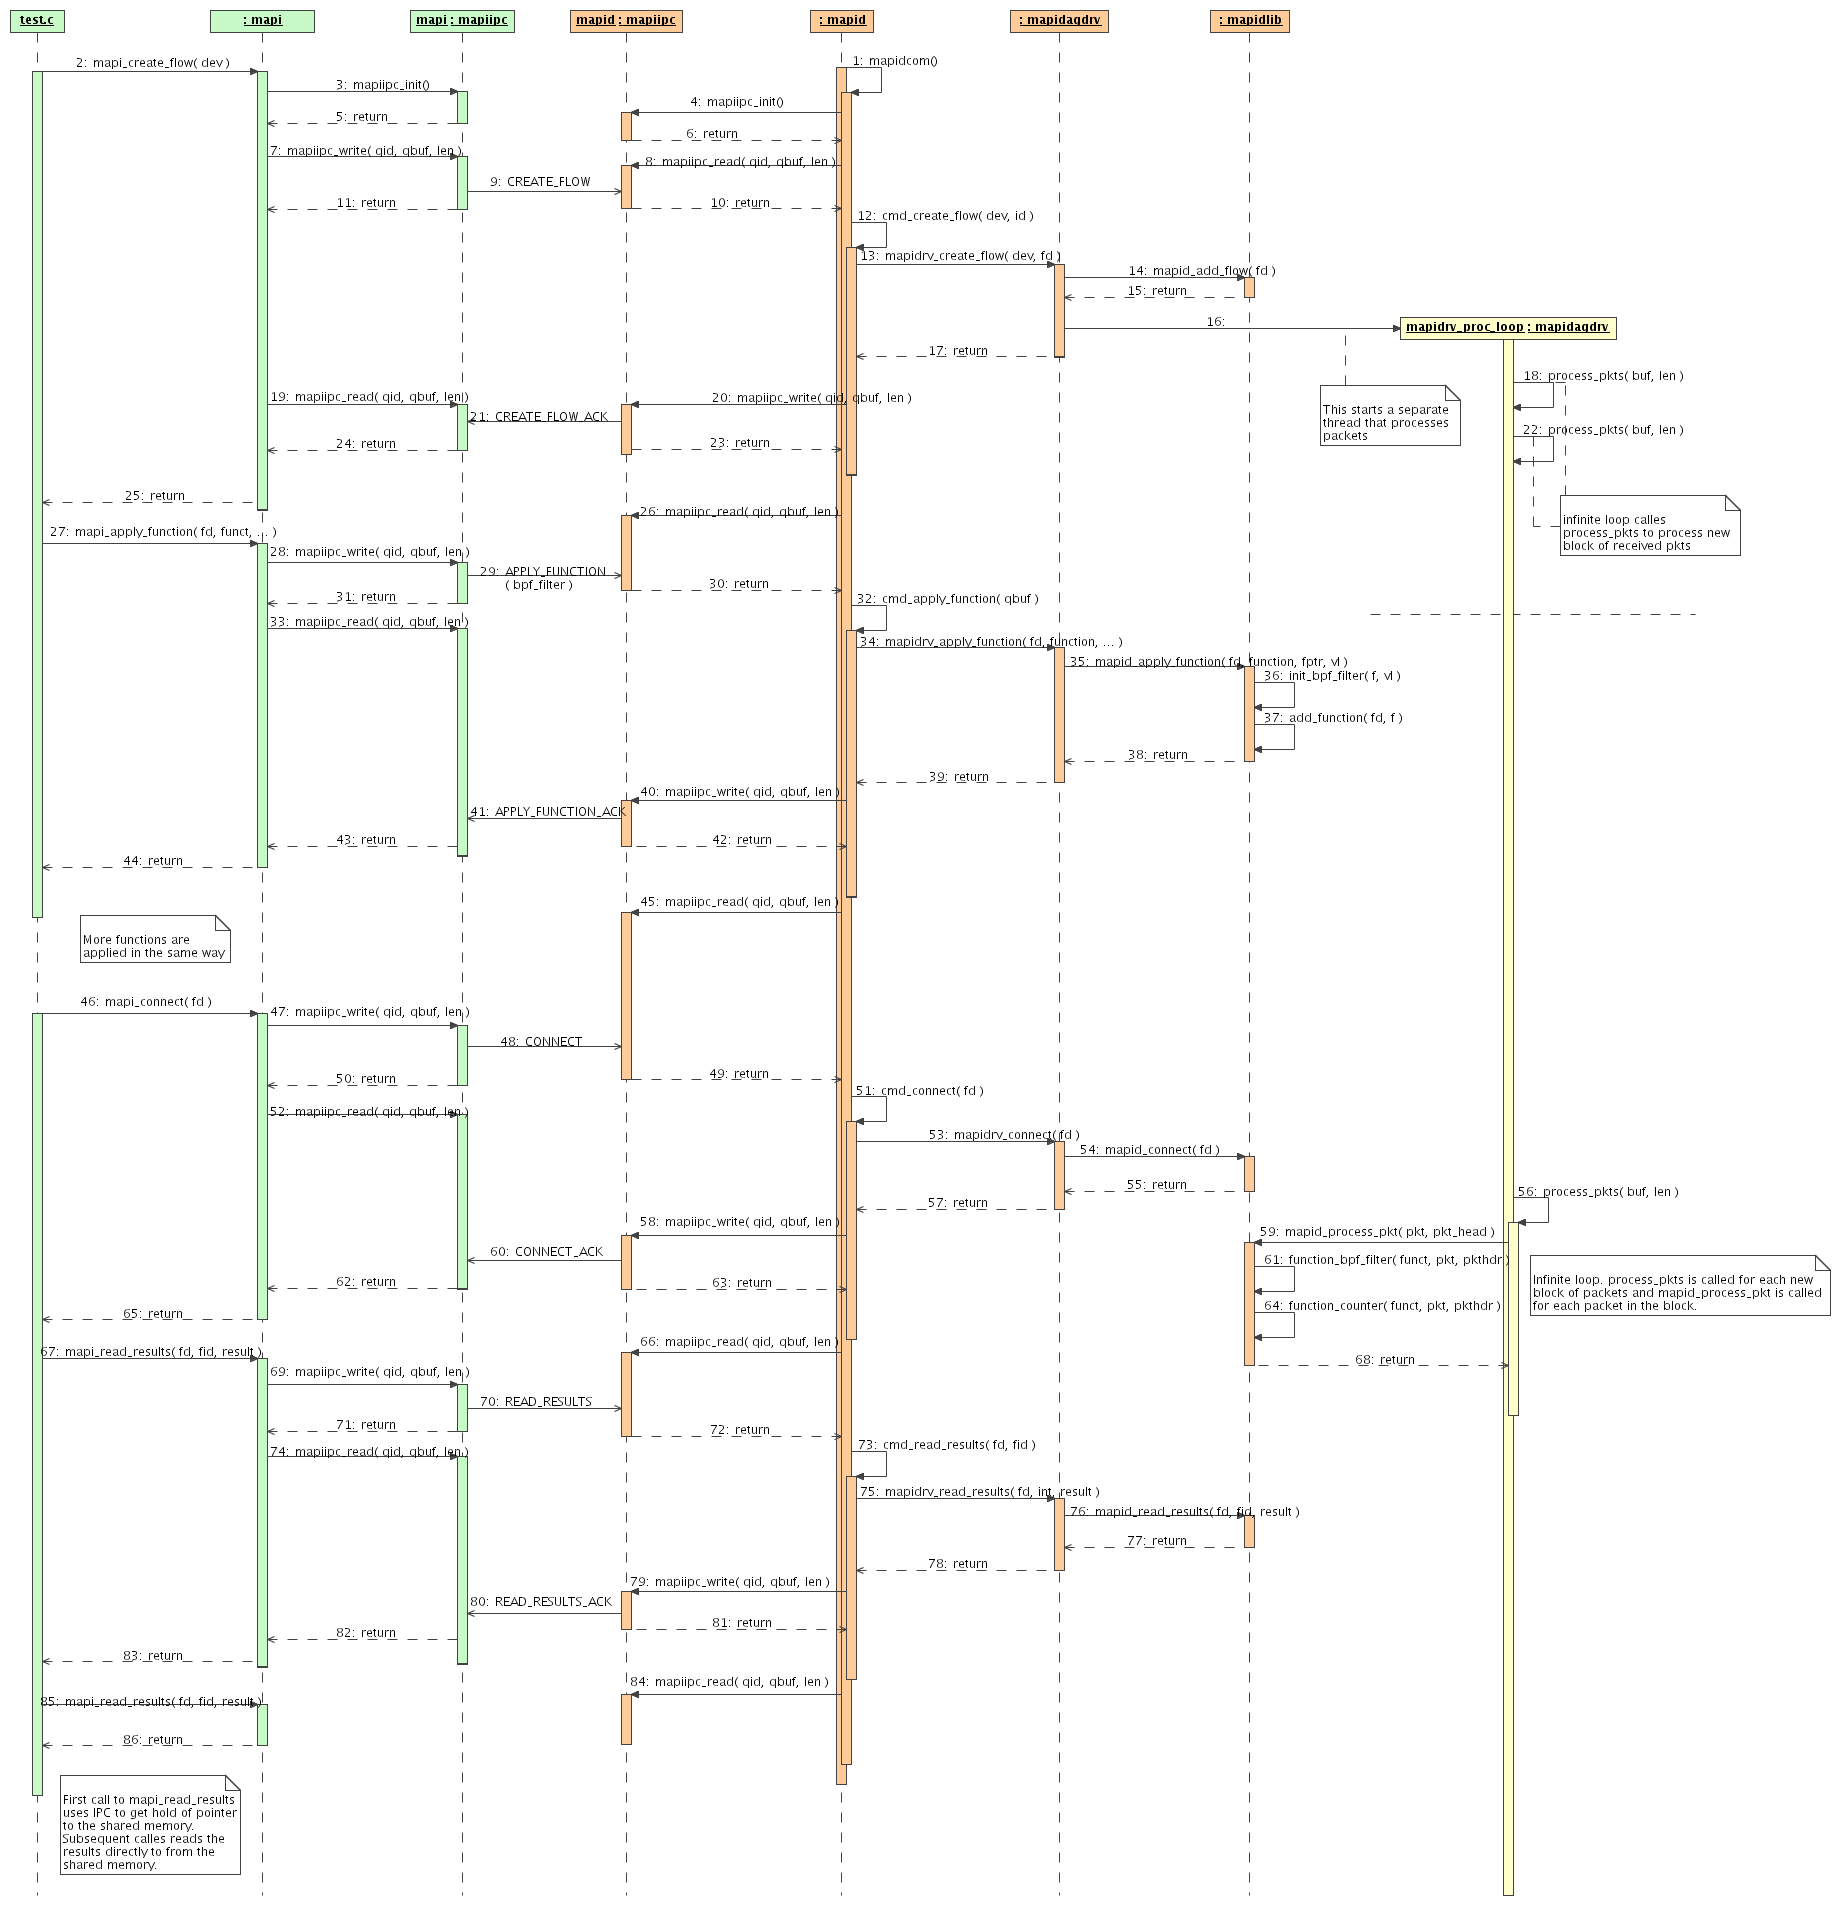 test.c
: mapi
mapi : mapiipc
mapid : mapiipc
: mapid
: mapidagdrv
: mapidlib
1: mapidcom()
2: mapi_create_flow( dev )
3: mapiipc_init()
4: mapiipc_init()
5: return
6: return
7: mapiipc_write( qid, qbuf, len )
8: mapiipc_read( qid, qbuf, len )
9: CREATE_FLOW
10: return
11: return
12: cmd_create_flow( dev, id )
13: mapidrv_create_flow( dev, fd )
14: mapid_add_flow( fd )
15: return
16:
mapidrv_proc_loop : mapidagdrv
17: return
18: process_pkts( buf, len )
This starts a separate
thread that processes
packets
19: mapiipc_read( qid, qbuf, len )
20: mapiipc_write( qid, qbuf, len )
21: CREATE_FLOW_ACK
22: process_pkts( buf, len )
23: return
24: return
25: return
infinite loop calles
process_pkts to process new
block of received pkts
26: mapiipc_read( qid, qbuf, len )
27: mapi_apply_function( fd, funct, ... )
28: mapiipc_write( qid, qbuf, len )
29: APPLY_FUNCTION
( bpf_filter )
30: return
31: return
32: cmd_apply_function( qbuf )
33: mapiipc_read( qid, qbuf, len )
34: mapidrv_apply_function( fd, function, ... )
35: mapid_apply_function( fd, function, fptr, vl )
36: init_bpf_filter( f, vl )
37: add_function( fd, f )
38: return
39: return
40: mapiipc_write( qid, qbuf, len )
41: APPLY_FUNCTION_ACK
42: return
43: return
44: return
45: mapiipc_read( qid, qbuf, len )
More functions are
applied in the same way
46: mapi_connect( fd )
47: mapiipc_write( qid, qbuf, len )
48: CONNECT
49: return
50: return
51: cmd_connect( fd )
52: mapiipc_read( qid, qbuf, len )
53: mapidrv_connect( fd )
54: mapid_connect( fd )
55: return
56: process_pkts( buf, len )
57: return
58: mapiipc_write( qid, qbuf, len )
59: mapid_process_pkt( pkt, pkt_head )
60: CONNECT_ACK
61: function_bpf_filter( funct, pkt, pkthdr )
Infinite loop. process_pkts is called for each new
block of packets and mapid_process_pkt is called
for each packet in the block.
62: return
63: return
64: function_counter( funct, pkt, pkthdr )
65: return
66: mapiipc_read( qid, qbuf, len )
67: mapi_read_results( fd, fid, result )
68: return
69: mapiipc_write( qid, qbuf, len )
70: READ_RESULTS
71: return
72: return
73: cmd_read_results( fd, fid )
74: mapiipc_read( qid, qbuf, len )
75: mapidrv_read_results( fd, int, result )
76: mapid_read_results( fd, fid, result )
77: return
78: return
79: mapiipc_write( qid, qbuf, len )
80: READ_RESULTS_ACK
81: return
82: return
83: return
84: mapiipc_read( qid, qbuf, len )
85: mapi_read_results( fd, fid, result )
86: return
First call to mapi_read_results
uses IPC to get hold of pointer
to the shared memory.
Subsequent calles reads the
results directly to from the
shared memory.